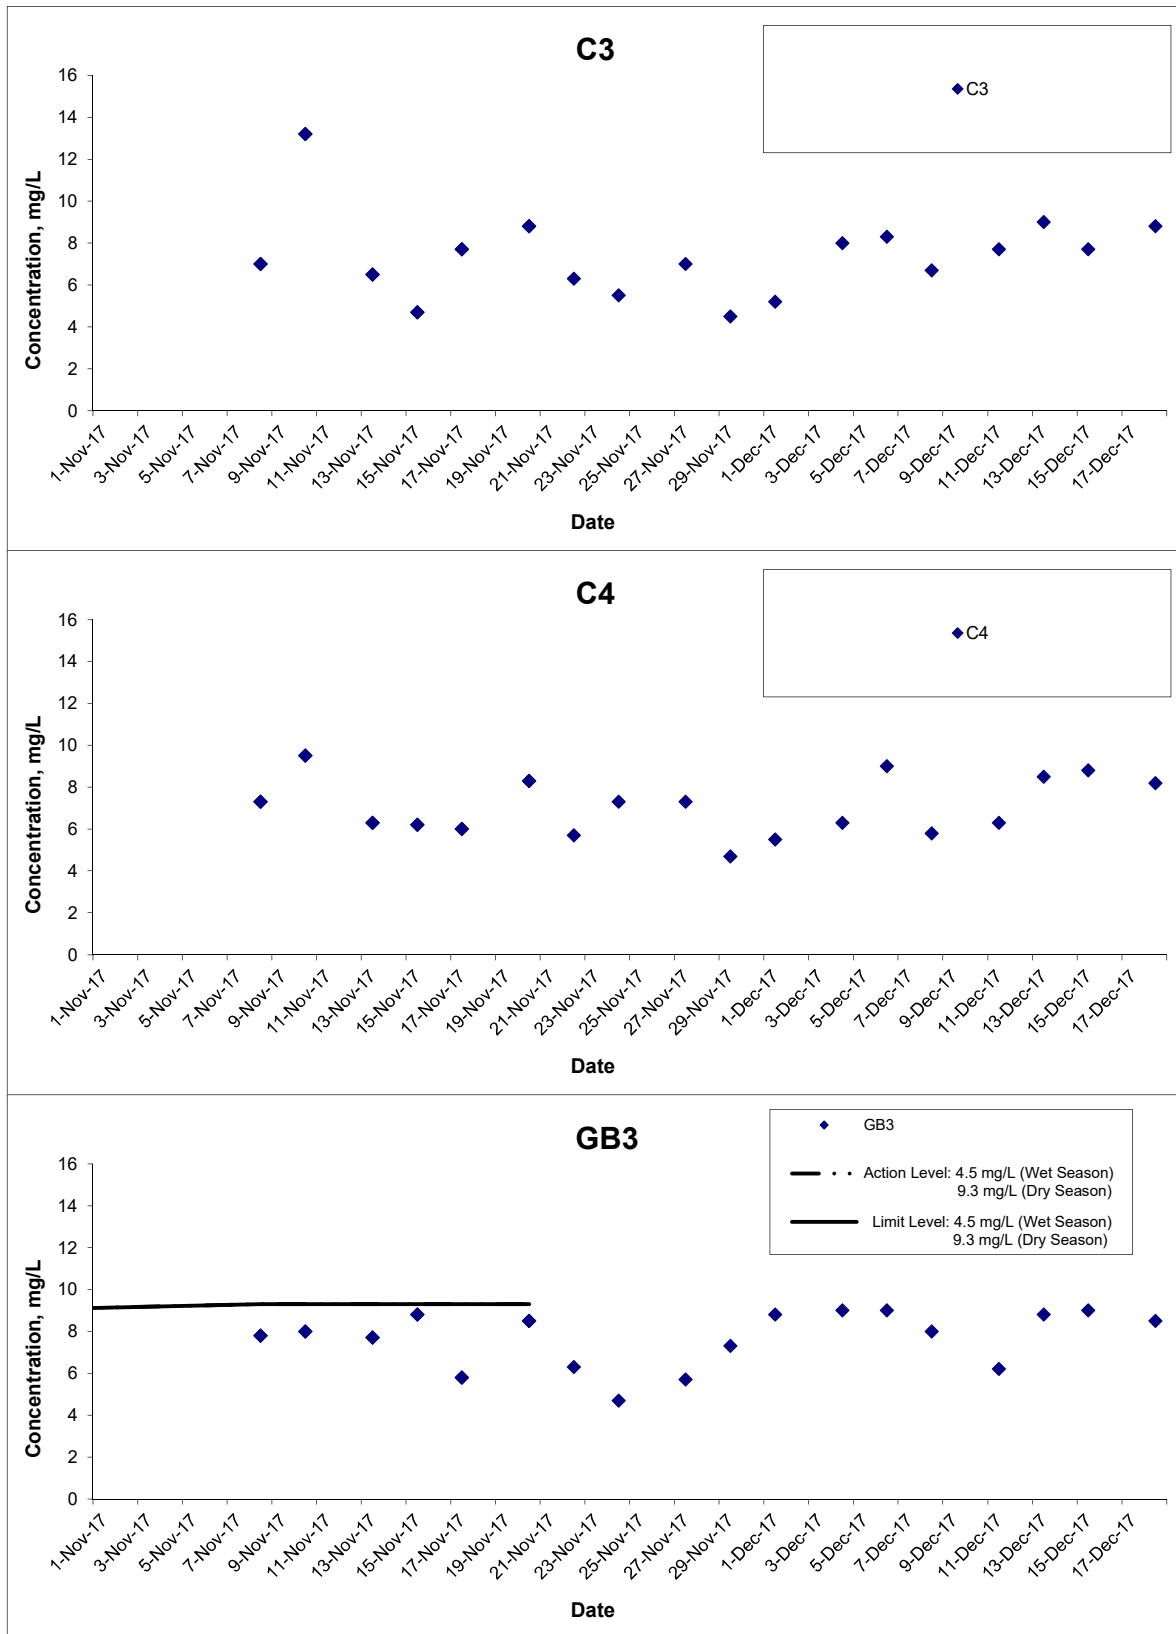 C3
C3
Concentration, mg/L
16
14
12
10
8
6
4
2
0
1-Nov-17
3-Nov-17
5-Nov-17
7-Nov-17
9-Nov-17
11-Nov-17
13-Nov-17
15-Nov-17
17-Nov-17
19-Nov-17
21-Nov-17
23-Nov-17
25-Nov-17
27-Nov-17
29-Nov-17
1-Dec-17
3-Dec-17
5-Dec-17
7-Dec-17
9-Dec-17
11-Dec-17
13-Dec-17
15-Dec-17
17-Dec-17
Date
C4
C4
Concentration, mg/L
16
14
12
10
8
6
4
2
0
1-Nov-17
3-Nov-17
5-Nov-17
7-Nov-17
9-Nov-17
11-Nov-17
13-Nov-17
15-Nov-17
17-Nov-17
19-Nov-17
21-Nov-17
23-Nov-17
25-Nov-17
27-Nov-17
29-Nov-17
1-Dec-17
3-Dec-17
5-Dec-17
7-Dec-17
9-Dec-17
11-Dec-17
13-Dec-17
15-Dec-17
17-Dec-17
Date
GB3
GB3
Action Level: 4.5 mg/L (Wet Season)
9.3 mg/L (Dry Season)
Limit Level: 4.5 mg/L (Wet Season)
9.3 mg/L (Dry Season)
Concentration, mg/L
16
14
12
10
8
6
4
2
0
1-Nov-17
3-Nov-17
5-Nov-17
7-Nov-17
9-Nov-17
11-Nov-17
13-Nov-17
15-Nov-17
17-Nov-17
19-Nov-17
21-Nov-17
23-Nov-17
25-Nov-17
27-Nov-17
29-Nov-17
1-Dec-17
3-Dec-17
5-Dec-17
7-Dec-17
9-Dec-17
11-Dec-17
13-Dec-17
15-Dec-17
17-Dec-17
Date